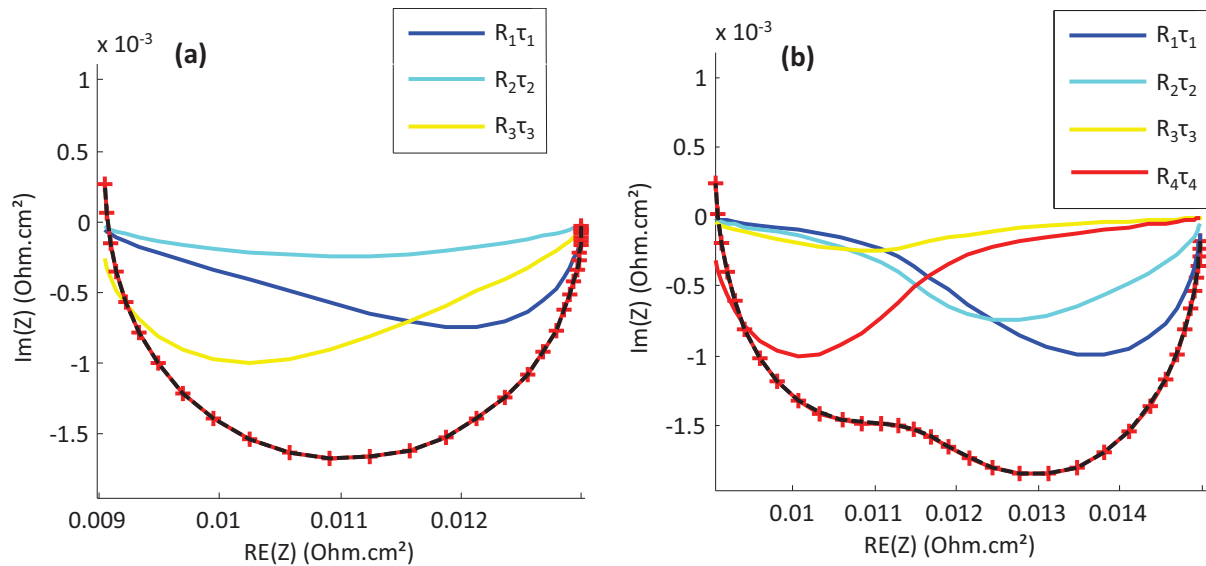 x 10⁻³
(a)
R₁τ₁
R₂τ₂
R₃τ₃
1
0.5
0
-0.5
-1
-1.5
Im(Z) (Ohm.cm²)
0.009
0.01
0.011
0.012
RE(Z) (Ohm.cm²)
x 10⁻³
(b)
R₁τ₁
R₂τ₂
R₃τ₃
R₄τ₄
1
0.5
0
-0.5
-1
-1.5
Im(Z) (Ohm.cm²)
0.01
0.011
0.012
0.013
0.014
RE(Z) (Ohm.cm²)